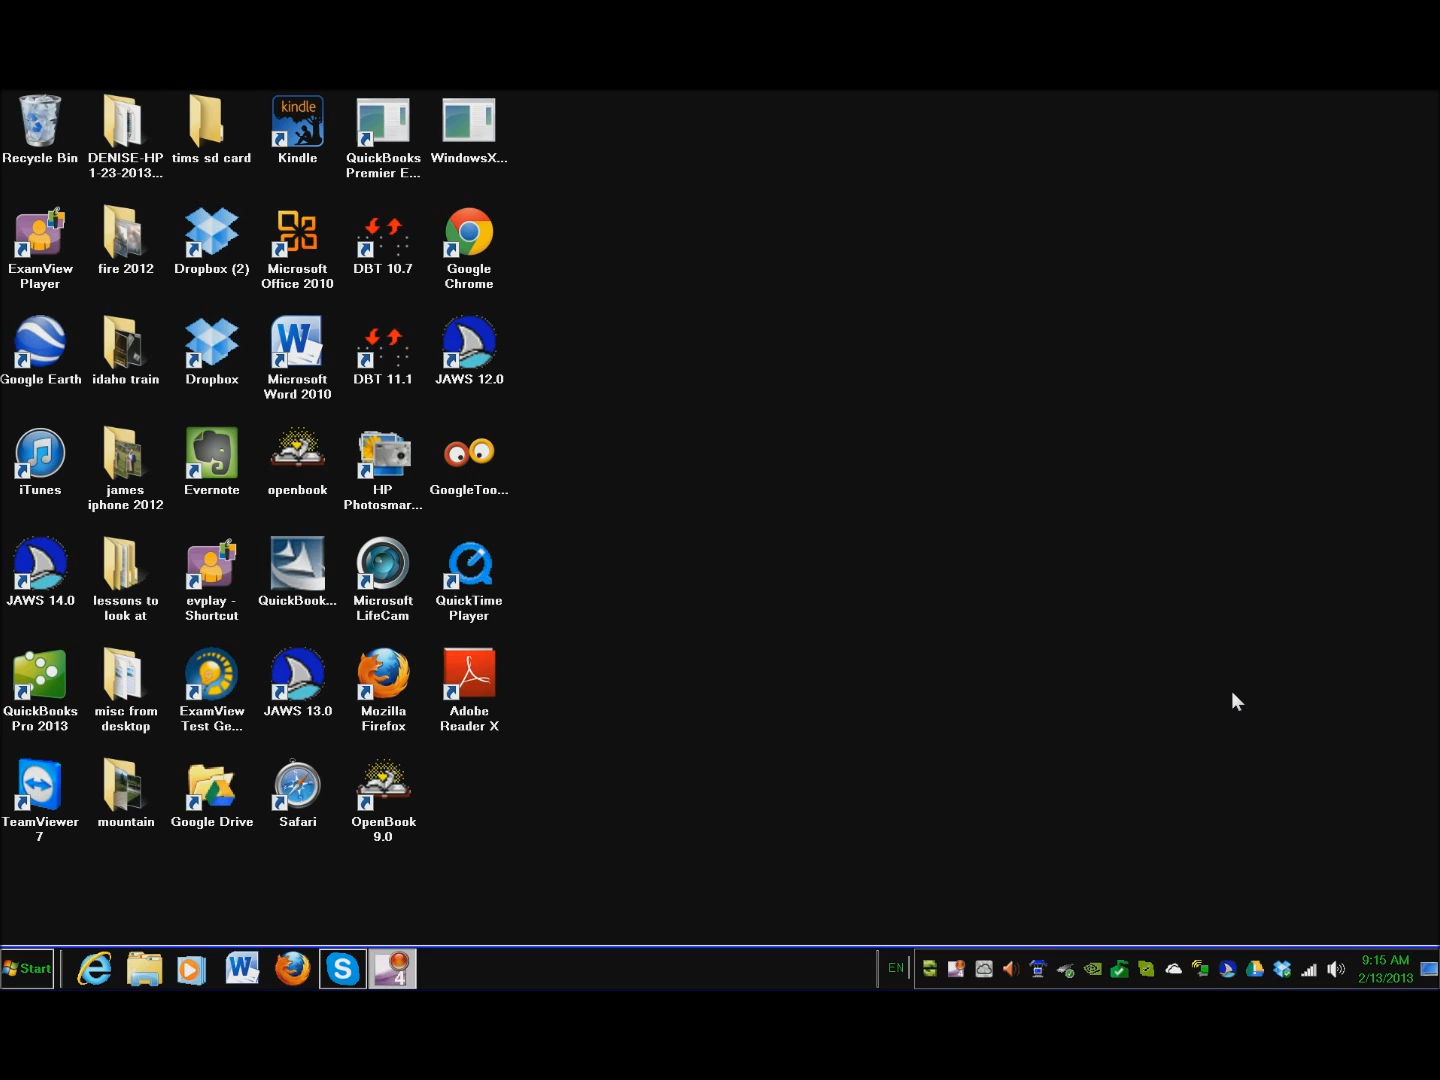 kindle
Recycle Bin
DENISE-HP
1-23-2013...
tims sd card
Kindle
QuickBooks
Premier E...
WindowsX...
ExamView
Player
fire 2012
Dropbox (2)
Microsoft
Office 2010
DBT 10.7
Google
Chrome
Google Earth
idaho train
Dropbox
W
Microsoft
Word 2010
DBT 11.1
JAWS 12.0
iTunes
james
iphone 2012
Evernote
openbook
HP
Photosmar...
GoogleToo...
JAWS 14.0
lessons to
look at
evplay -
Shortcut
QuickBook...
Microsoft
LifeCam
QuickTime
Player
QuickBooks
Pro 2013
misc from
desktop
ExamView
Test Ge...
JAWS 13.0
Mozilla
Firefox
Adobe
Reader X
TeamViewer
7
mountain
Google Drive
Safari
OpenBook
9.0
Start
W
S
4
EN
9:15 AM
2/13/2013